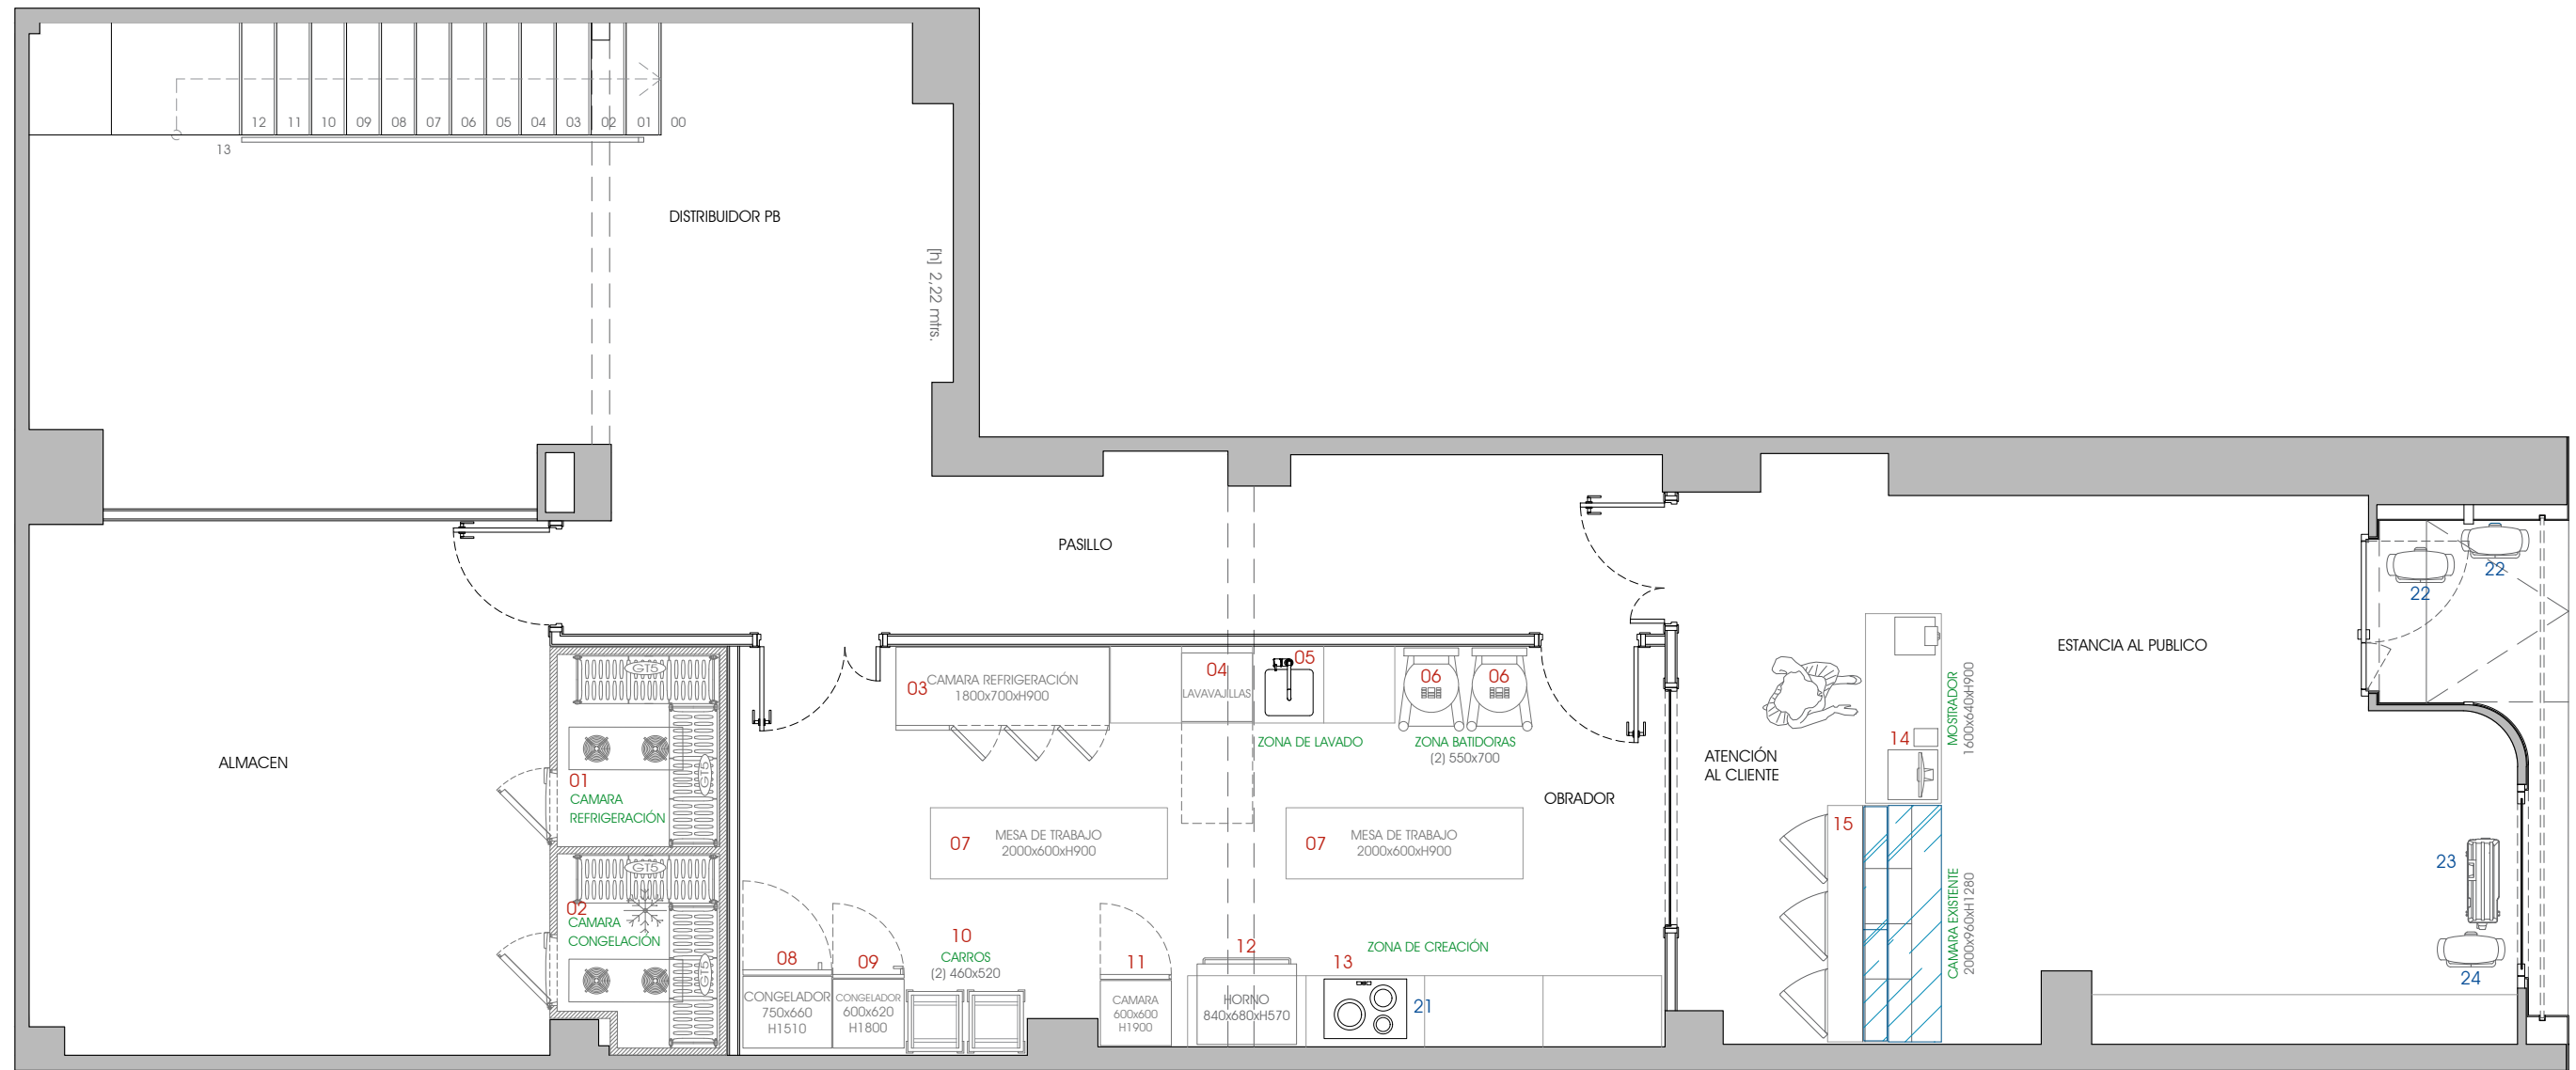 12 11 10 09 08 07 06 05 04 03 02 01 00
13
DISTRIBUIDOR PB
[h] 2,22 mtrs.
PASILLO
ALMACEN
GT5
GT5
01
CAMARA
REFRIGERACIÓN
GT5
02
CAMARA
CONGELACIÓN
GT5
03
CAMARA REFRIGERACIÓN
1800x700xH900
04
LAVAVAJILLAS
05
ZONA DE LAVADO
06
06
ZONA BATIDORAS
(2) 550x700
OBRADOR
07
MESA DE TRABAJO
2000x600xH900
07
MESA DE TRABAJO
2000x600xH900
08
CONGELADOR
750x660
H1510
09
CONGELADOR
600x620
H1800
10
CARROS
(2) 460x520
11
CAMARA
600x600
H1900
12
HORNO
840x680xH570
13
ZONA DE CREACIÓN
21
ATENCIÓN
AL CLIENTE
14
MOSTRADOR
1600x640xH900
15
CAMARA EXISTENTE
2000x960xH1280
ESTANCIA AL PUBLICO
22
22
23
24